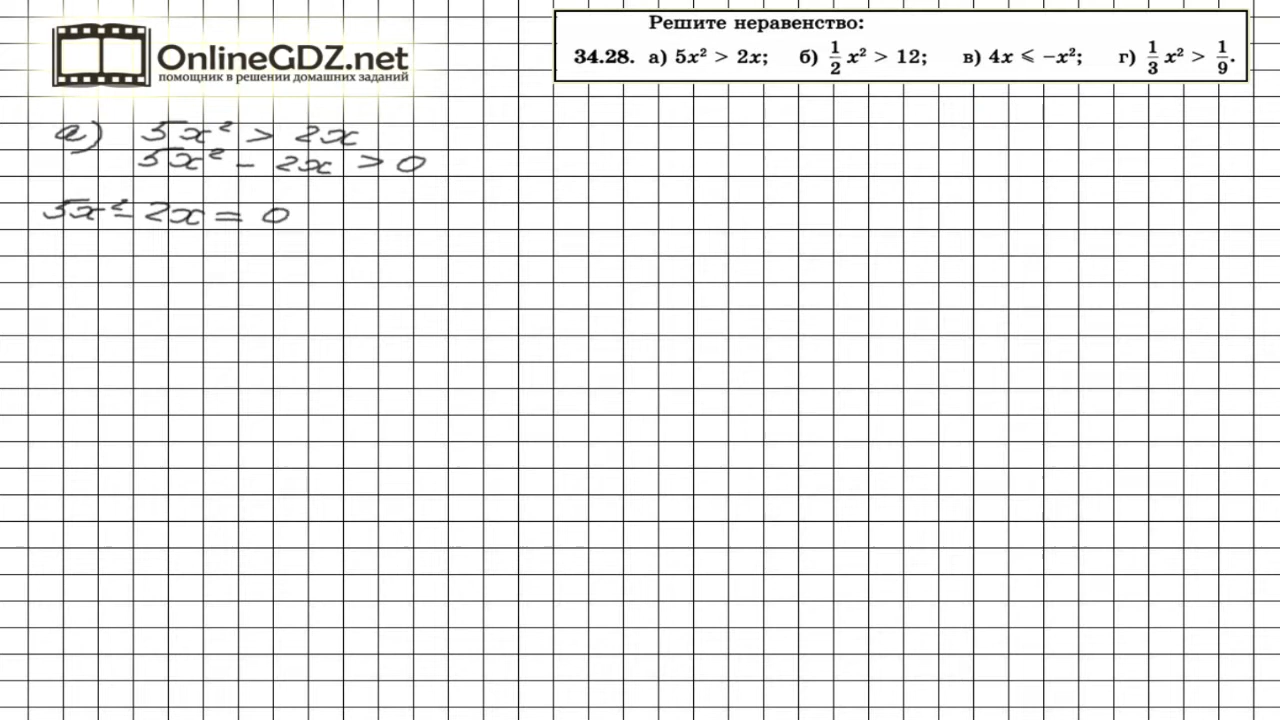 OnlineGDZ.net
помощник в решении домашних заданий
Решите неравенство:
34.28. а) 5x² > 2x; б) 1/2 x² > 12; в) 4x ⩽ −x²; г) 1/3 x² > 1/9.
а) 5x² > 2x
5x² − 2x > 0
5x² − 2x = 0